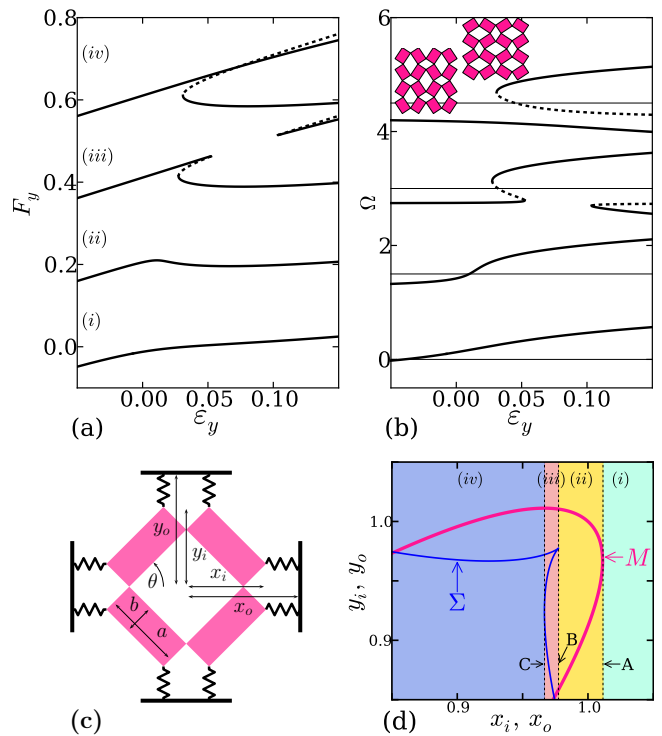 0.8
0.6
0.4
0.2
0.0
F_y
(iv)
(iii)
(ii)
(i)
0.00 0.05 0.10
ε_y
(a)
6
4
2
0
Ω
0.00 0.05 0.10
ε_y
(b)
y_o
y_i
x_i
x_o
θ
b
a
(c)
(iv) (iii) (ii) (i)
1.0
0.9
y_i, y_o
M
Σ
B
C
A
0.9 1.0
x_i, x_o
(d)